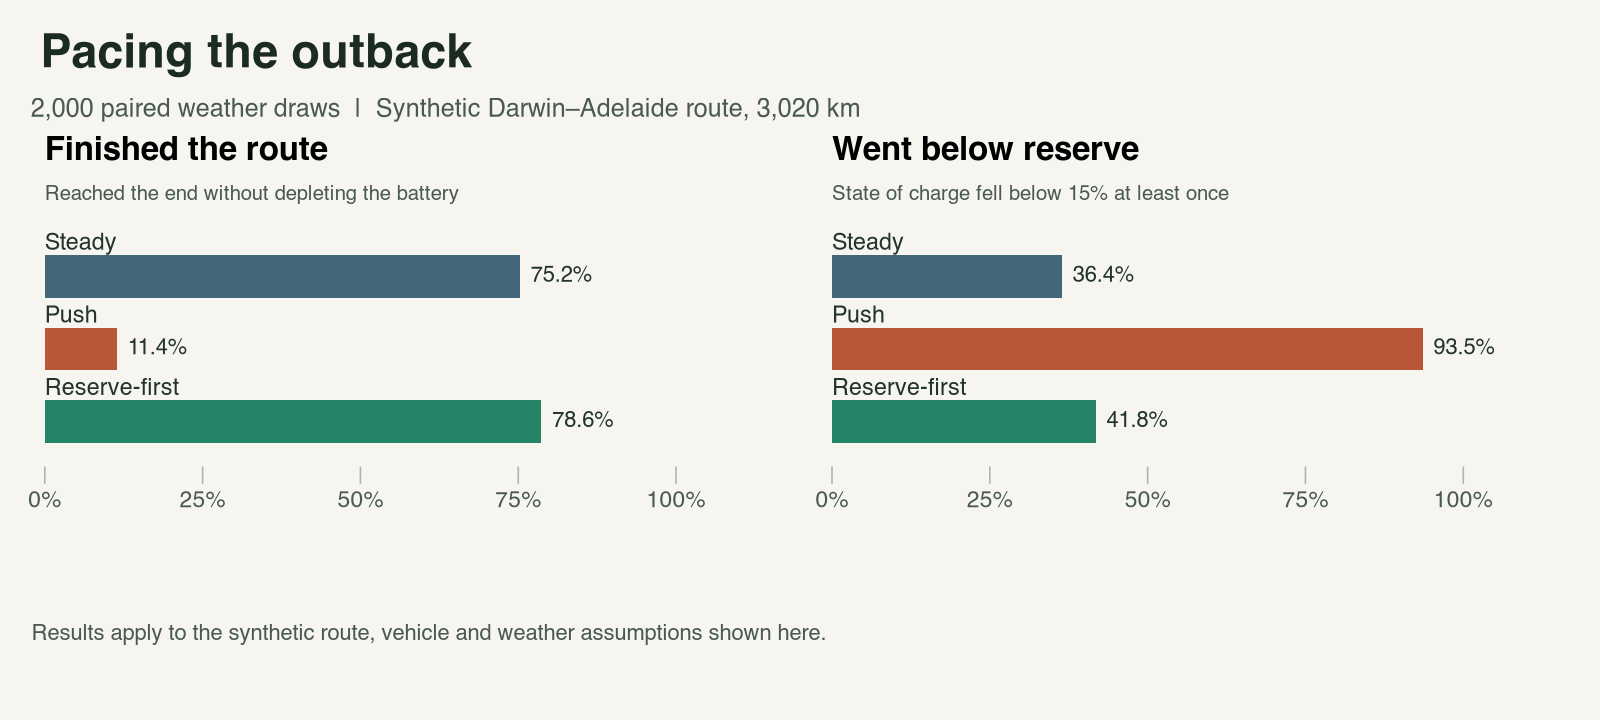 Pacing the outback
2,000 paired weather draws | Synthetic Darwin–Adelaide route, 3,020 km
Finished the route
Reached the end without depleting the battery
Steady
75.2%
Push
11.4%
Reserve-first
78.6%
0% 25% 50% 75% 100%
Went below reserve
State of charge fell below 15% at least once
Steady
36.4%
Push
93.5%
Reserve-first
41.8%
0% 25% 50% 75% 100%
Results apply to the synthetic route, vehicle and weather assumptions shown here.